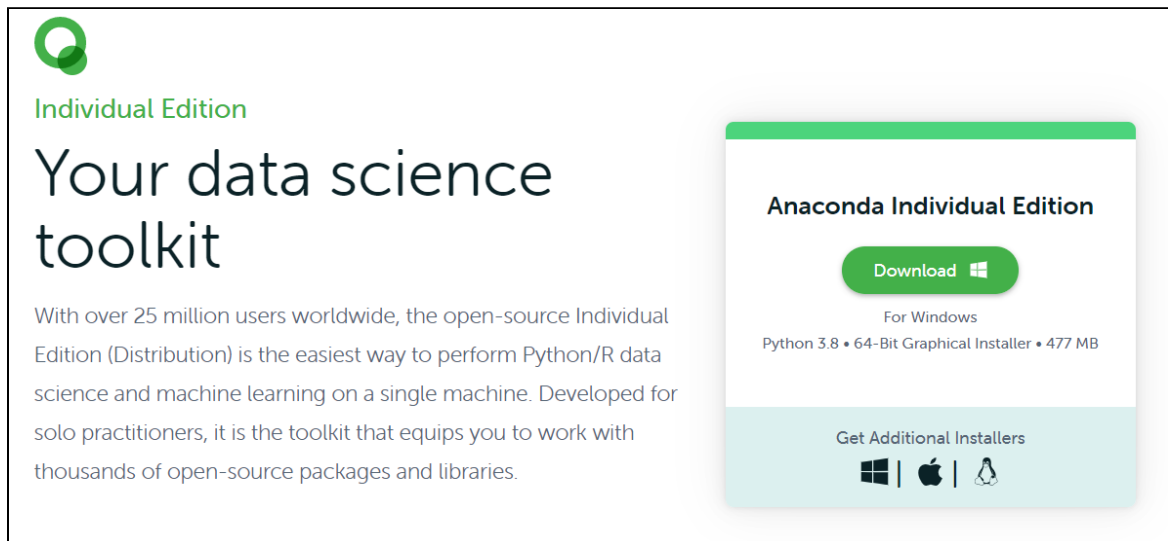 Individual Edition
Your data science
toolkit
With over 25 million users worldwide, the open-source Individual
Edition (Distribution) is the easiest way to perform Python/R data
science and machine learning on a single machine. Developed for
solo practitioners, it is the toolkit that equips you to work with
thousands of open-source packages and libraries.
Anaconda Individual Edition
Download
For Windows
Python 3.8 • 64-Bit Graphical Installer • 477 MB
Get Additional Installers
| |